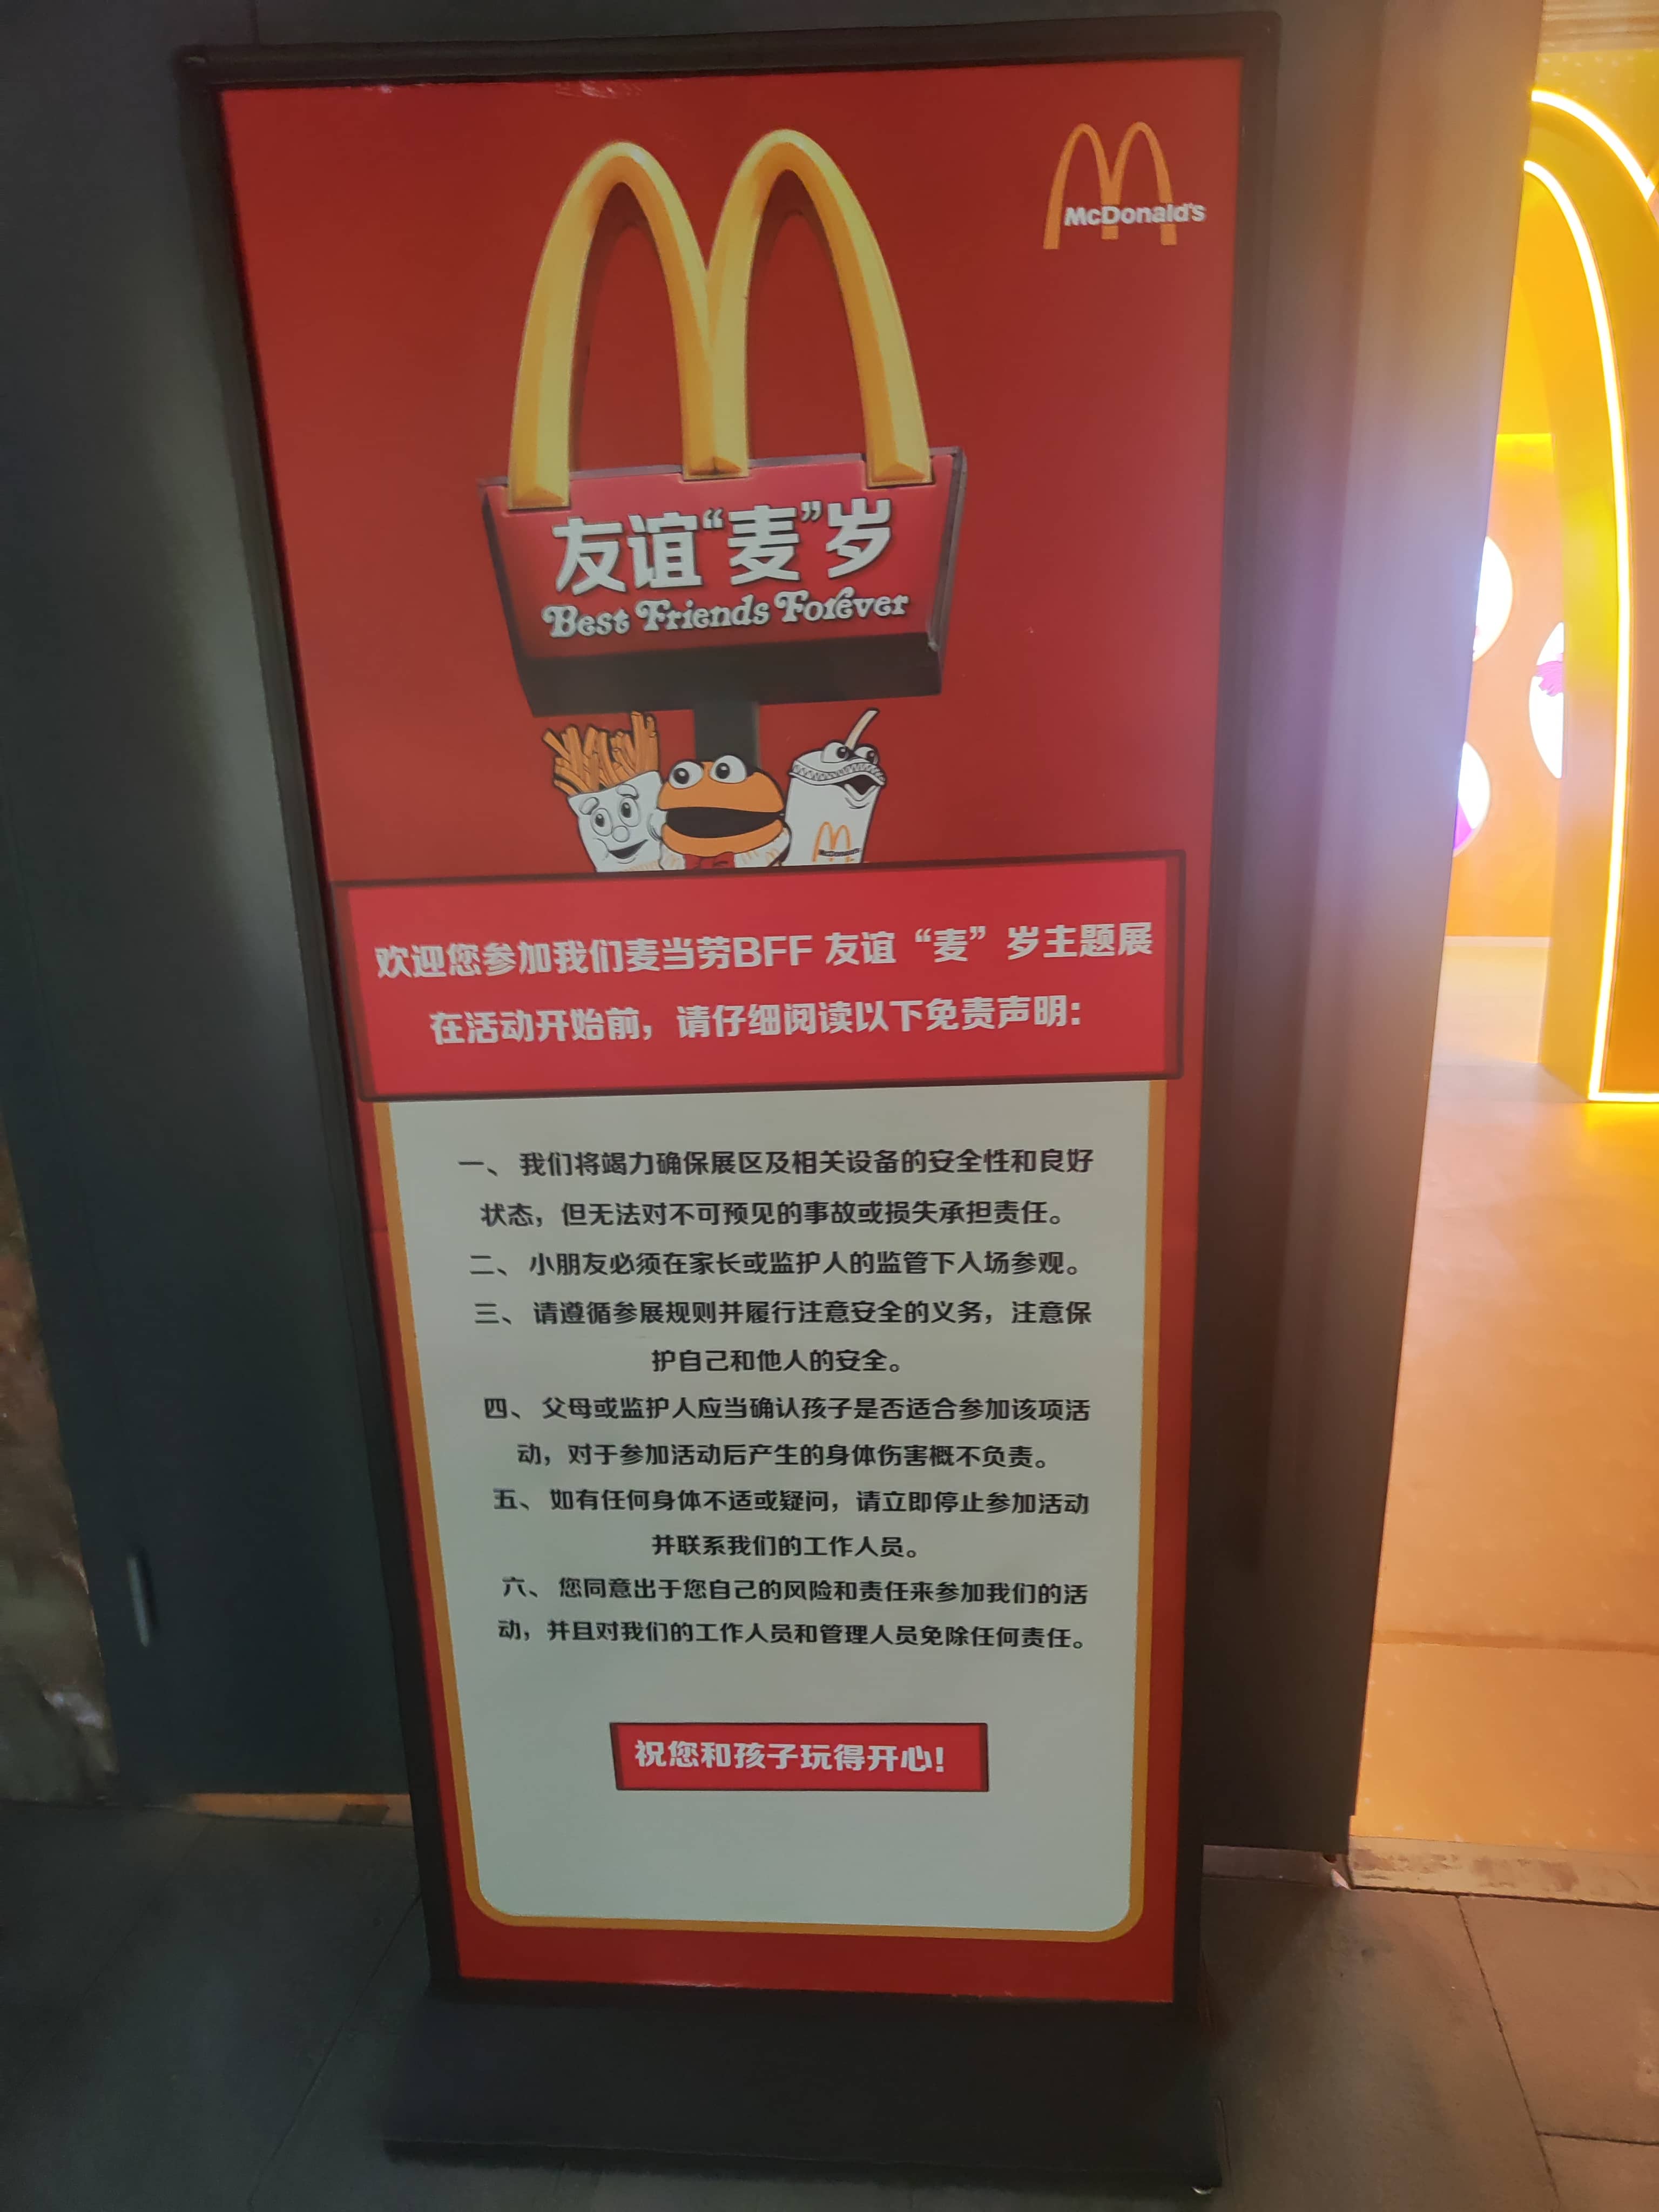 McDonald's
友谊“麦”岁
Best Friends Forever
欢迎您参加我们麦当劳BFF 友谊“麦”岁主题展
在活动开始前，请仔细阅读以下免责声明：
一、 我们将竭力确保展区及相关设备的安全性和良好
状态，但无法对不可预见的事故或损失承担责任。
二、 小朋友必须在家长或监护人的监管下入场参观。
三、 请遵循参展规则并履行注意安全的义务，注意保
护自己和他人的安全。
四、 父母或监护人应当确认孩子是否适合参加该项活
动，对于参加活动后产生的身体伤害概不负责。
五、 如有任何身体不适或疑问，请立即停止参加活动
并联系我们的工作人员。
六、 您同意出于您自己的风险和责任来参加我们的活
动，并且对我们的工作人员和管理人员免除任何责任。
祝您和孩子玩得开心！